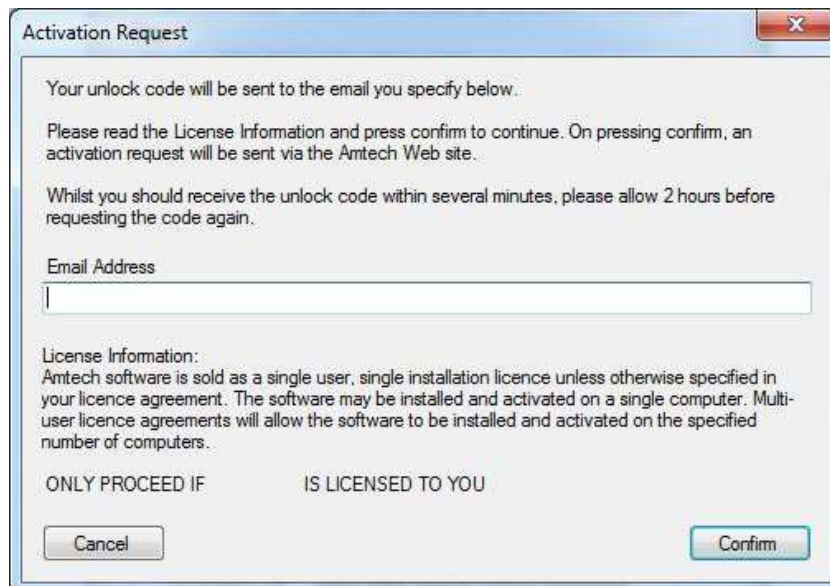 Activation Request
Your unlock code will be sent to the email you specify below.
Please read the License Information and press confirm to continue. On pressing confirm, an
activation request will be sent via the Amtech Web site.
Whilst you should receive the unlock code within several minutes, please allow 2 hours before
requesting the code again.
Email Address
License Information:
Amtech software is sold as a single user, single installation licence unless otherwise specified in
your licence agreement. The software may be installed and activated on a single computer. Multi-
user licence agreements will allow the software to be installed and activated on the specified
number of computers.
ONLY PROCEED IF IS LICENSED TO YOU
Cancel Confirm